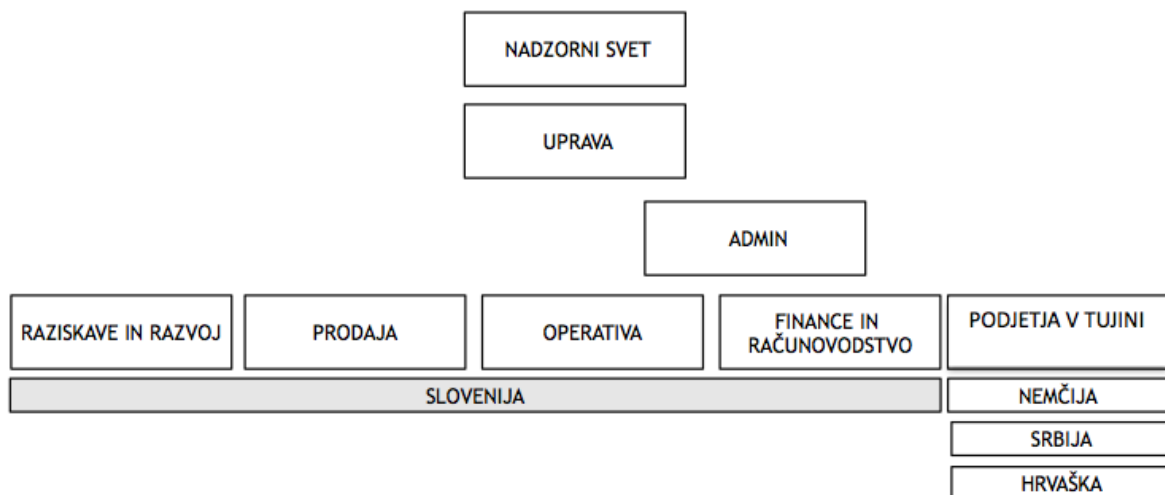 NADZORNI SVET
UPRAVA
ADMIN
RAZISKAVE IN RAZVOJ
PRODAJA
OPERATIVA
FINANCE IN
RAČUNOVODSTVO
PODJETJA V TUJINI
SLOVENIJA
NEMČIJA
SRBIJA
HRVAŠKA